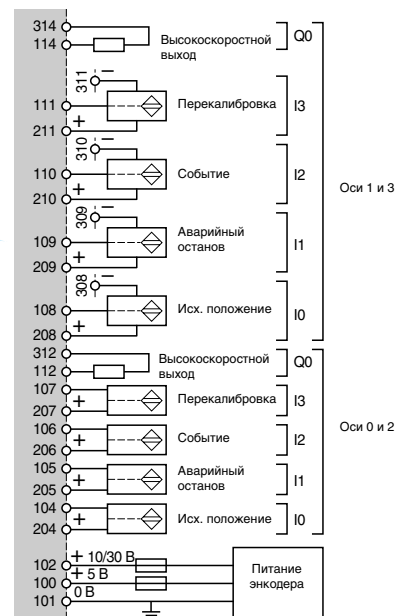 314
114
Высокоскоростной
выход
Q0
311
−
111
Перекалибровка
I3
+
211
310
−
110
Событие
I2
+
210
Оси 1 и 3
309
−
109
Аварийный
останов
I1
+
209
308
−
108
Исх. положение
I0
+
208
312
112
Высокоскоростной
выход
Q0
107
+
207
Перекалибровка
I3
106
+
206
Событие
I2
Оси 0 и 2
105
+
205
Аварийный
останов
I1
104
+
204
Исх. положение
I0
102
+ 10/30 В
100
+ 5 В
101
0 В
Питание
энкодера